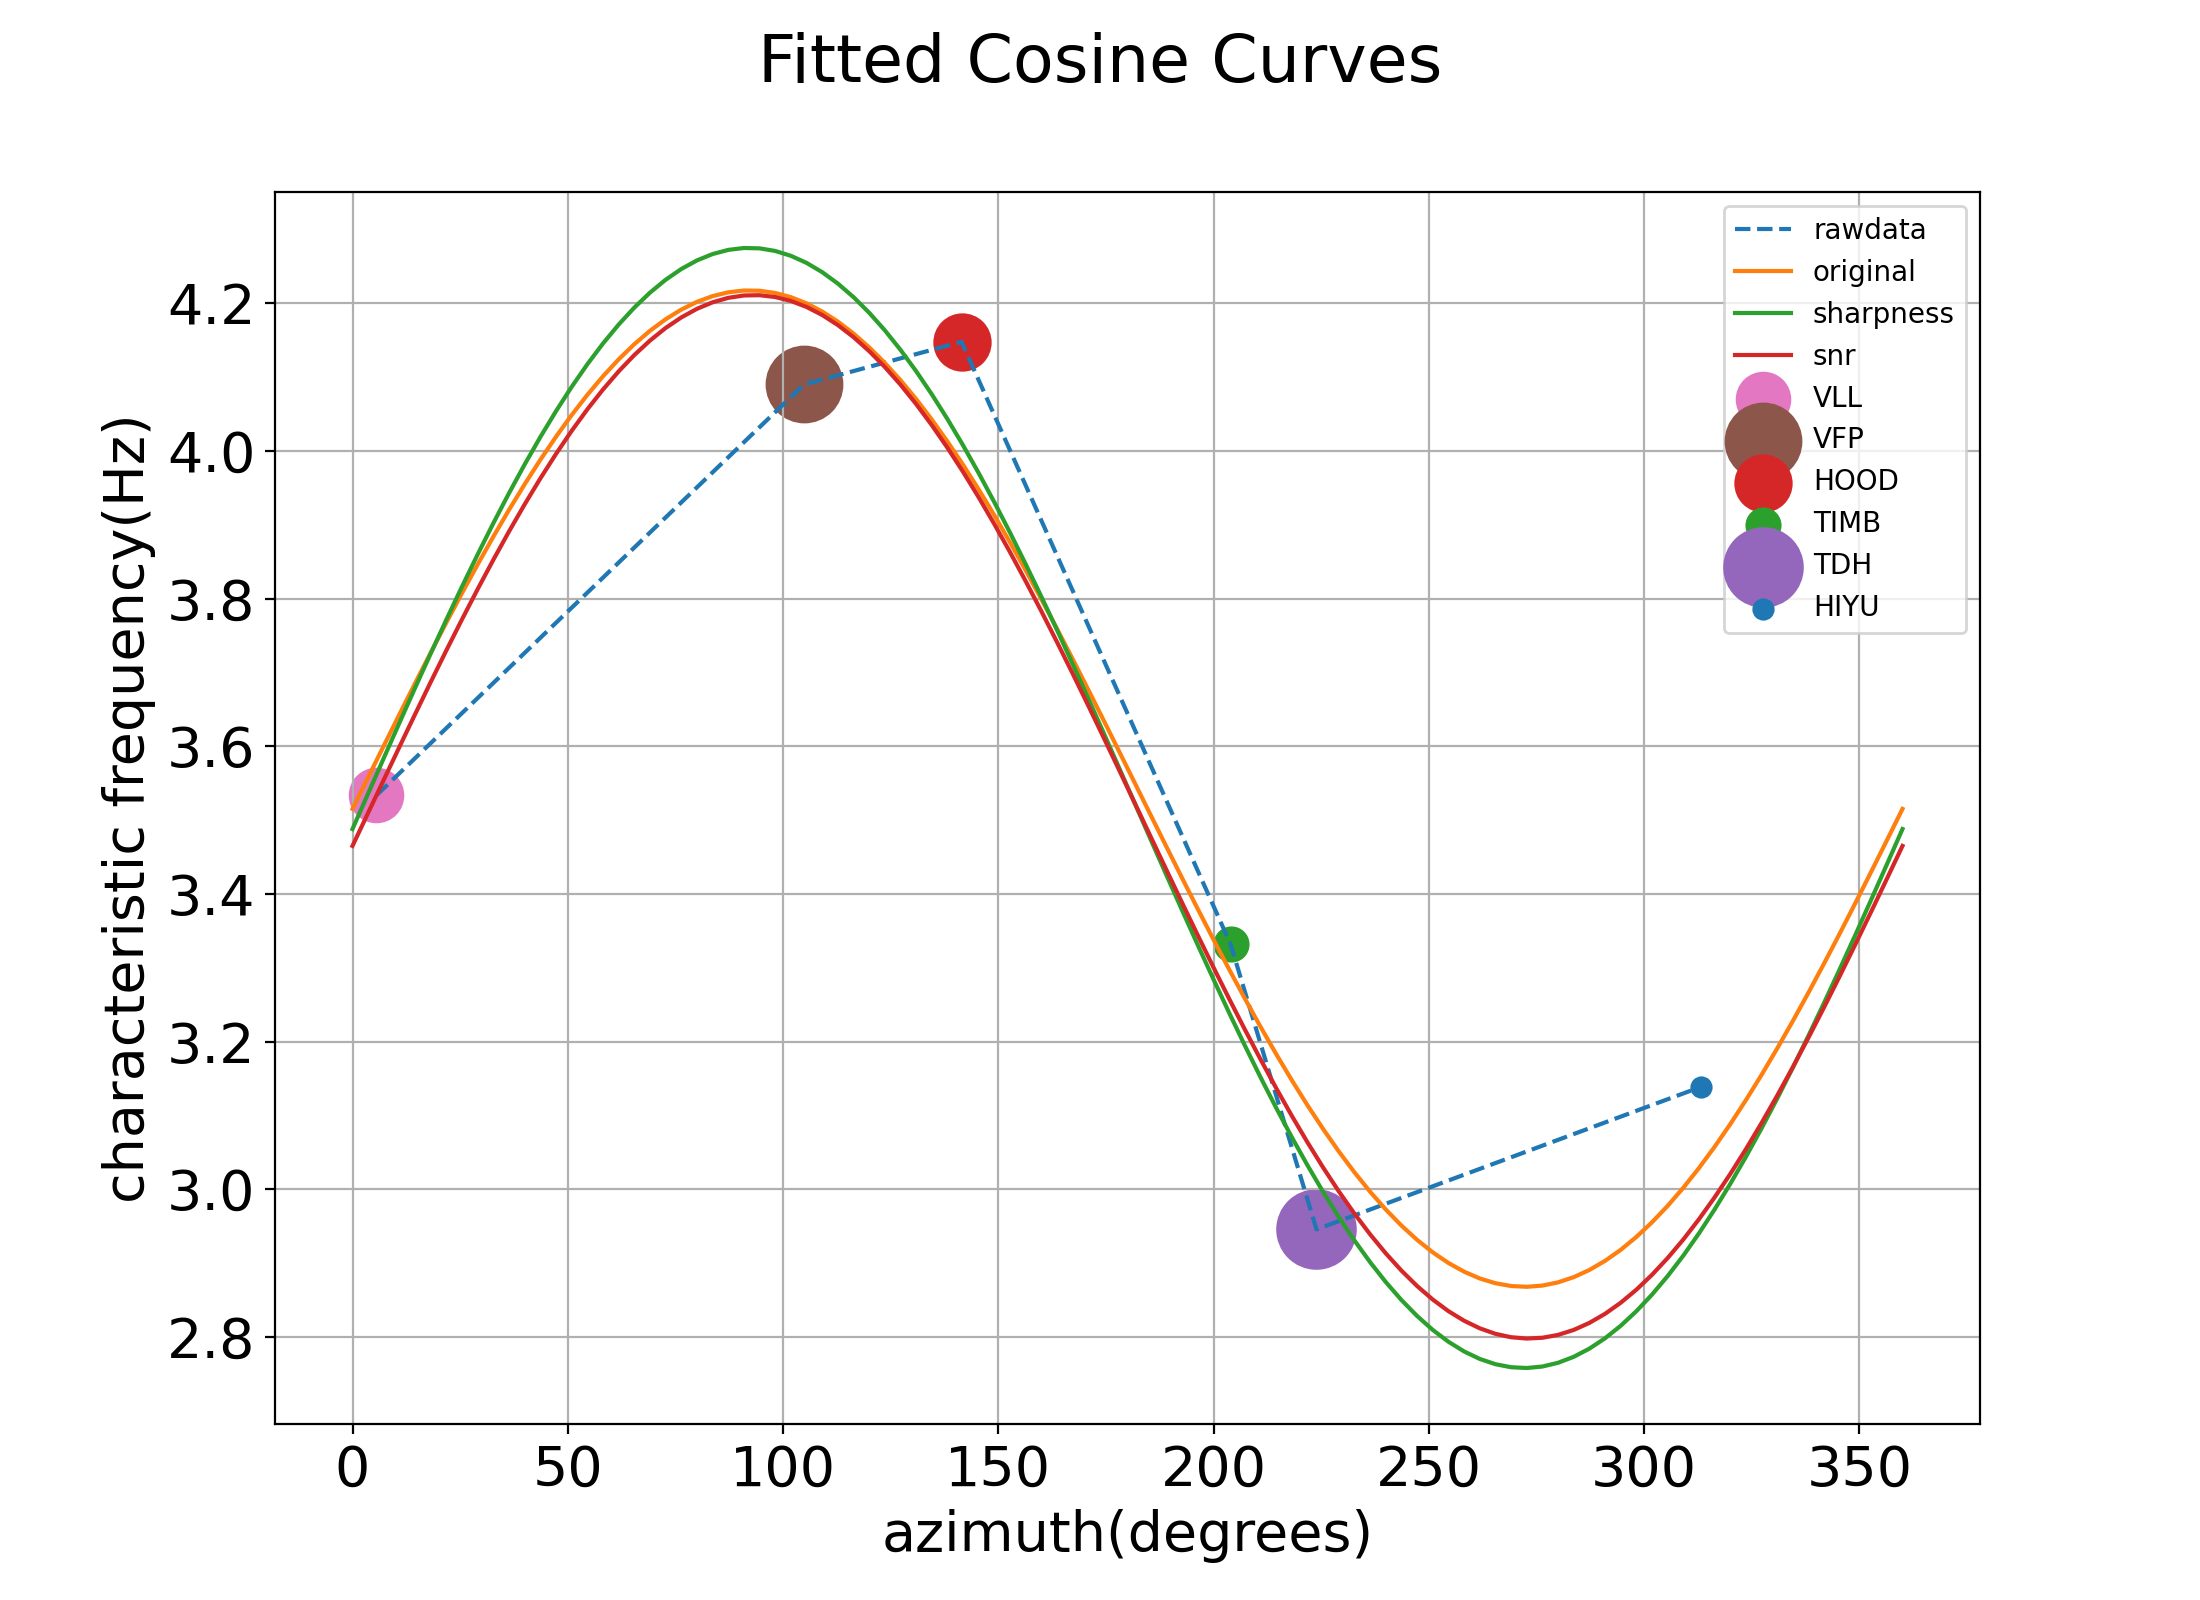 Fitted Cosine Curves
characteristic frequency(Hz)
4.2
4.0
3.8
3.6
3.4
3.2
3.0
2.8
rawdata
original
sharpness
snr
VLL
VFP
HOOD
TIMB
TDH
HIYU
0 50 100 150 200 250 300 350
azimuth(degrees)